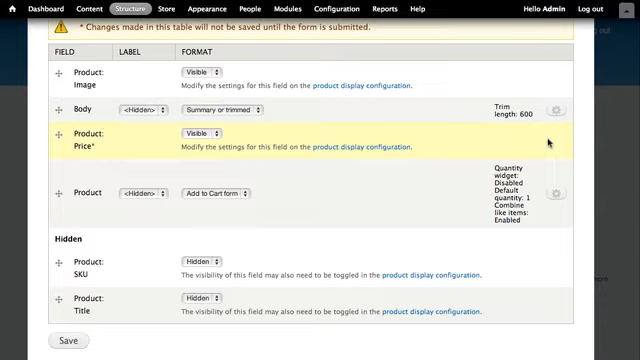 Dashboard Content Structure Store People Modules Configuration Reports Help Hello Admin Log out
* Changes made in this table will not be saved until the form is submitted.
FIELD LABEL FORMAT
Product: Image Visible
Modify the settings for this field on the product display configuration.
Body <Hidden> Summary or trimmed Trim length: 600
Product: Price* Visible
Modify the settings for this field on the product display configuration.
Product <Hidden> Add to Cart form
Quantity
widget:
Disabled
Default
quantity: 1
Combine
like items:
Enabled
Hidden
Product: SKU Hidden
The visibility of this field may also need to be toggled in the product display configuration.
Product: Title Hidden
The visibility of this field may also need to be toggled in the product display configuration.
Save